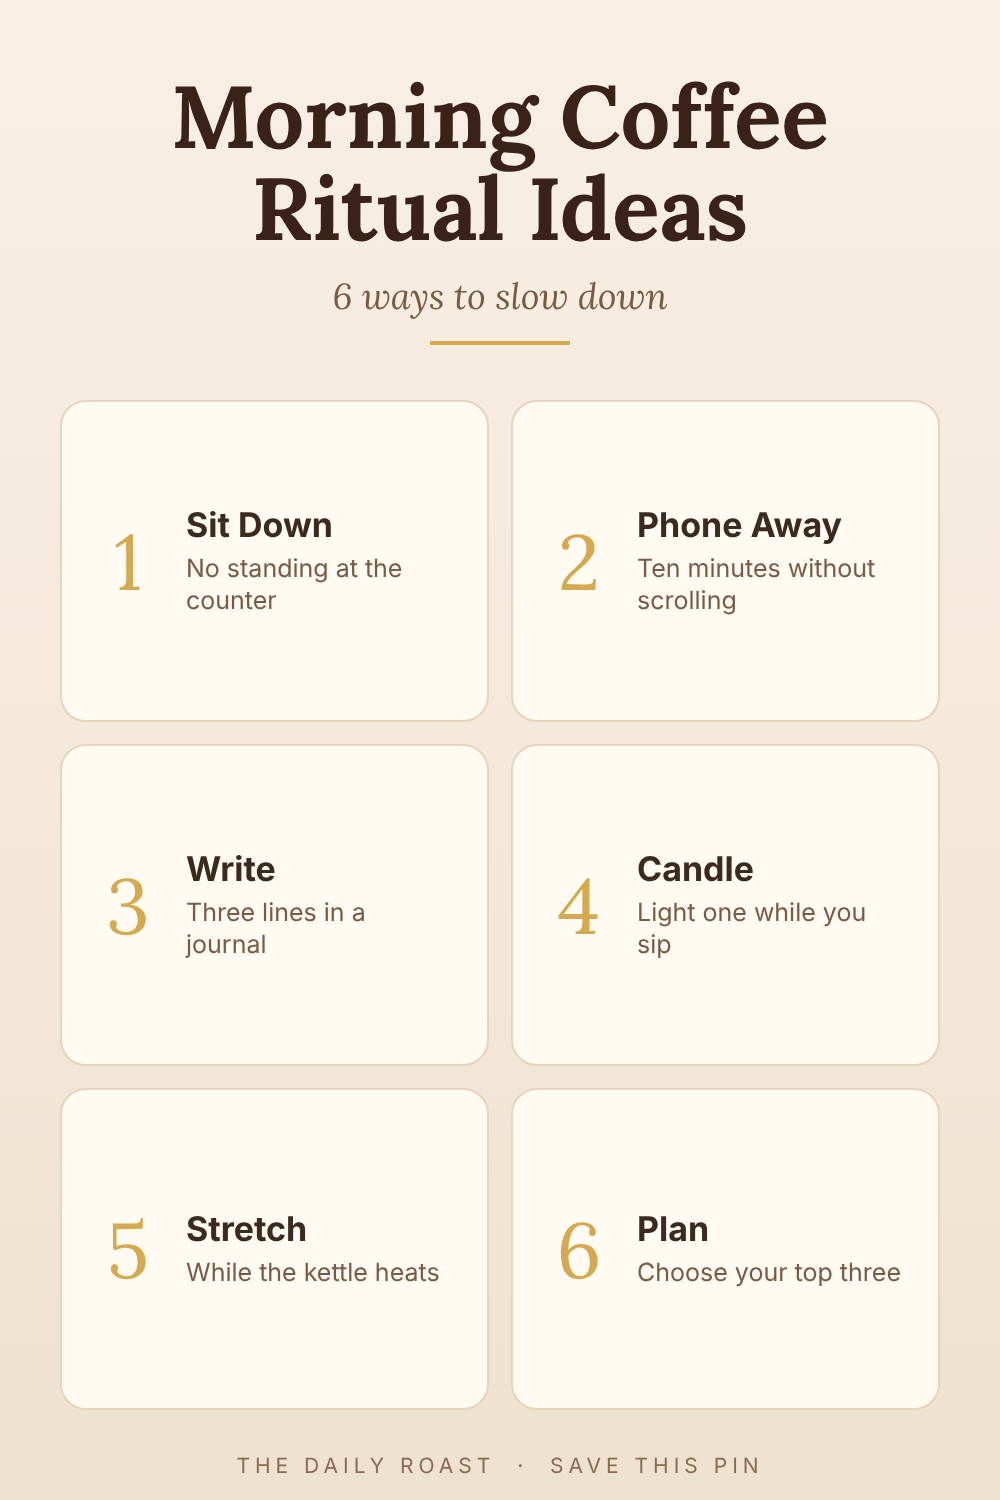 Morning Coffee
Ritual Ideas
6 ways to slow down
1
Sit Down
No standing at the
counter
2
Phone Away
Ten minutes without
scrolling
3
Write
Three lines in a
journal
4
Candle
Light one while you
sip
5
Stretch
While the kettle heats
6
Plan
Choose your top three
THE DAILY ROAST · SAVE THIS PIN